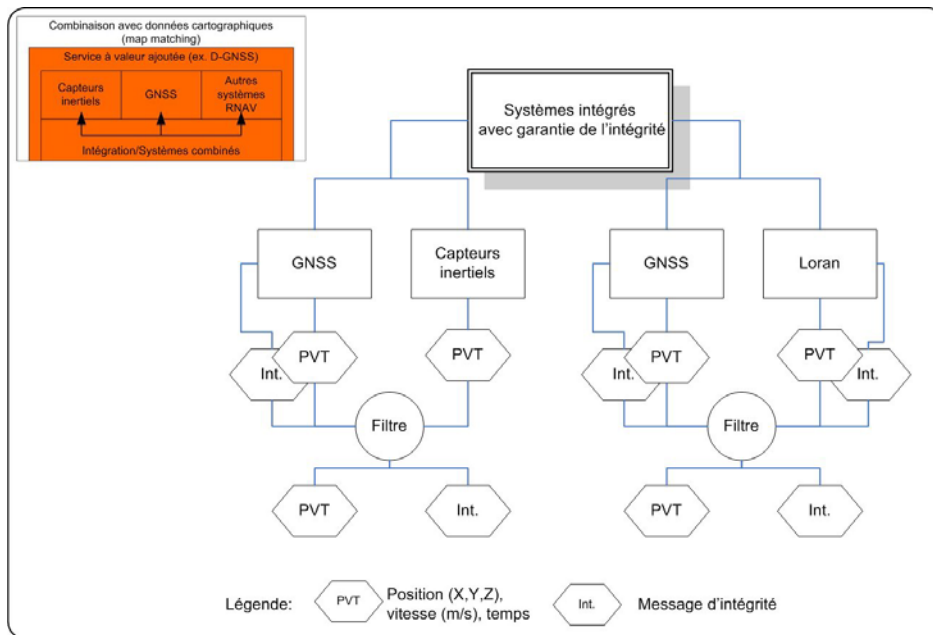 Combinaison avec données cartographiques
(map matching)
Service à valeur ajoutée (ex. D-GNSS)
Capteurs
inertiels
GNSS
Autres
systèmes
RNAV
Intégration/Systèmes combinés
Systèmes intégrés
avec garantie de l'intégrité
GNSS
Capteurs
inertiels
GNSS
Loran
Int.
PVT
PVT
Int.
PVT
PVT
Int.
Filtre
Filtre
PVT
Int.
PVT
Int.
Légende:
PVT
Position (X,Y,Z),
vitesse (m/s), temps
Int.
Message d'intégrité